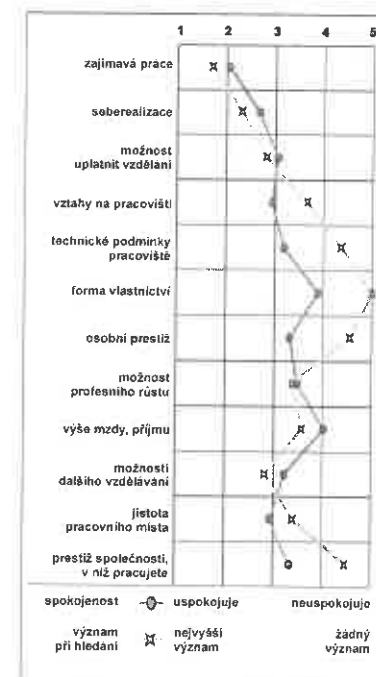 1 2 3 4 5
zajímavá práce
seberealizace
možnost
uplatnit vzdělání
vztahy na pracovišti
technické podmínky
pracoviště
forma vlastnictví
osobní prestiž
možnost
profesního růstu
výše mzdy, příjmu
možnosti
dalšího vzdělávání
jistota
pracovního místa
prestiž společnosti,
v níž pracujete
spokojenost uspokojuje neuspokojuje
význam nejvyšší žádný
při hledání význam význam